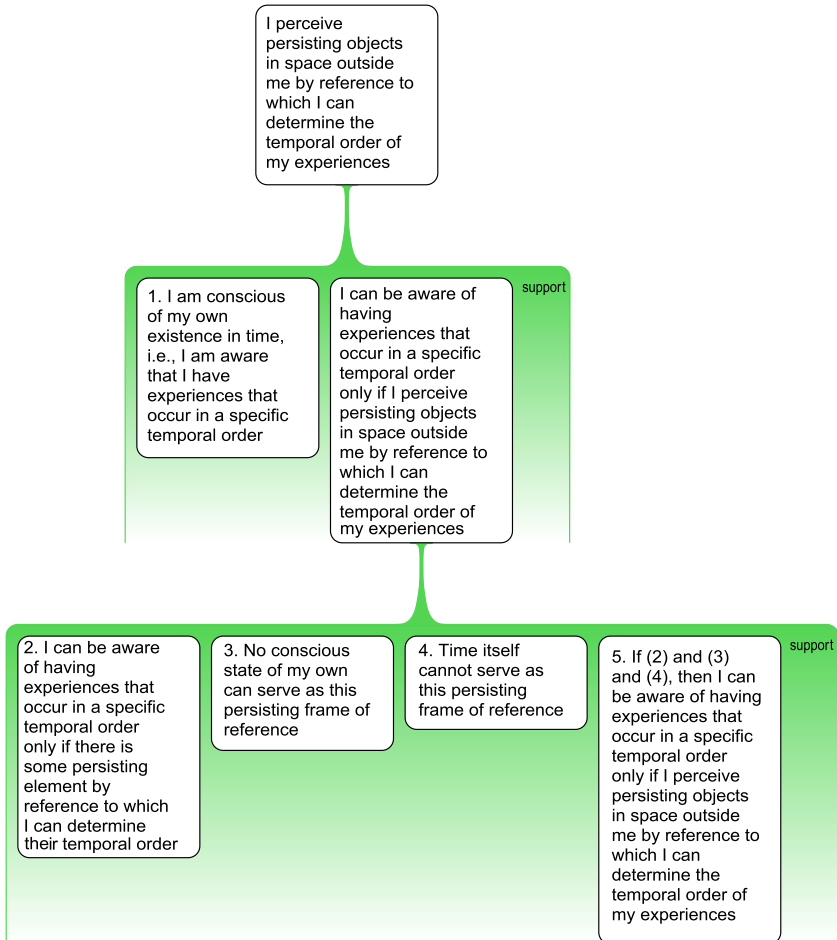 I perceive
persisting objects
in space outside
me by reference to
which I can
determine the
temporal order of
my experiences
support
1. I am conscious
of my own
existence in time,
i.e., I am aware
that I have
experiences that
occur in a specific
temporal order
I can be aware of
having
experiences that
occur in a specific
temporal order
only if I perceive
persisting objects
in space outside
me by reference to
which I can
determine the
temporal order of
my experiences
support
2. I can be aware
of having
experiences that
occur in a specific
temporal order
only if there is
some persisting
element by
reference to which
I can determine
their temporal order
3. No conscious
state of my own
can serve as this
persisting frame of
reference
4. Time itself
cannot serve as
this persisting
frame of reference
5. If (2) and (3)
and (4), then I can
be aware of having
experiences that
occur in a specific
temporal order
only if I perceive
persisting objects
in space outside
me by reference to
which I can
determine the
temporal order of
my experiences